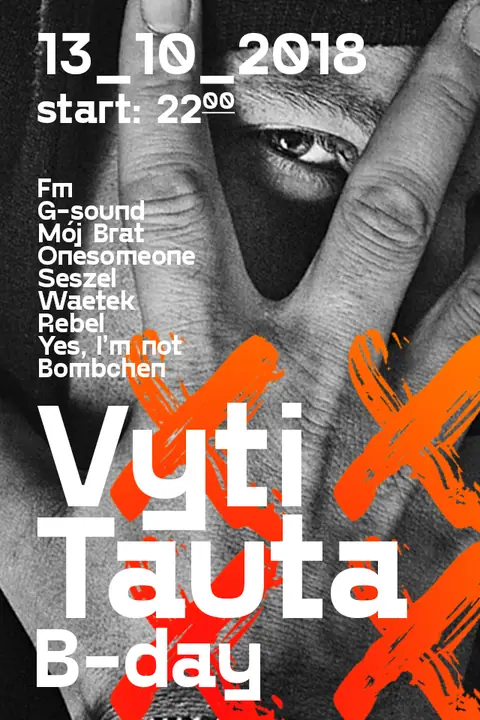 13_10_2018
start: 22⁰⁰
Fm
G-sound
Mój Brat
Onesomeone
Seszel
Waetek
Rebel
Yes, I'm not
Bombchen
Vyti
Tauta
B-day